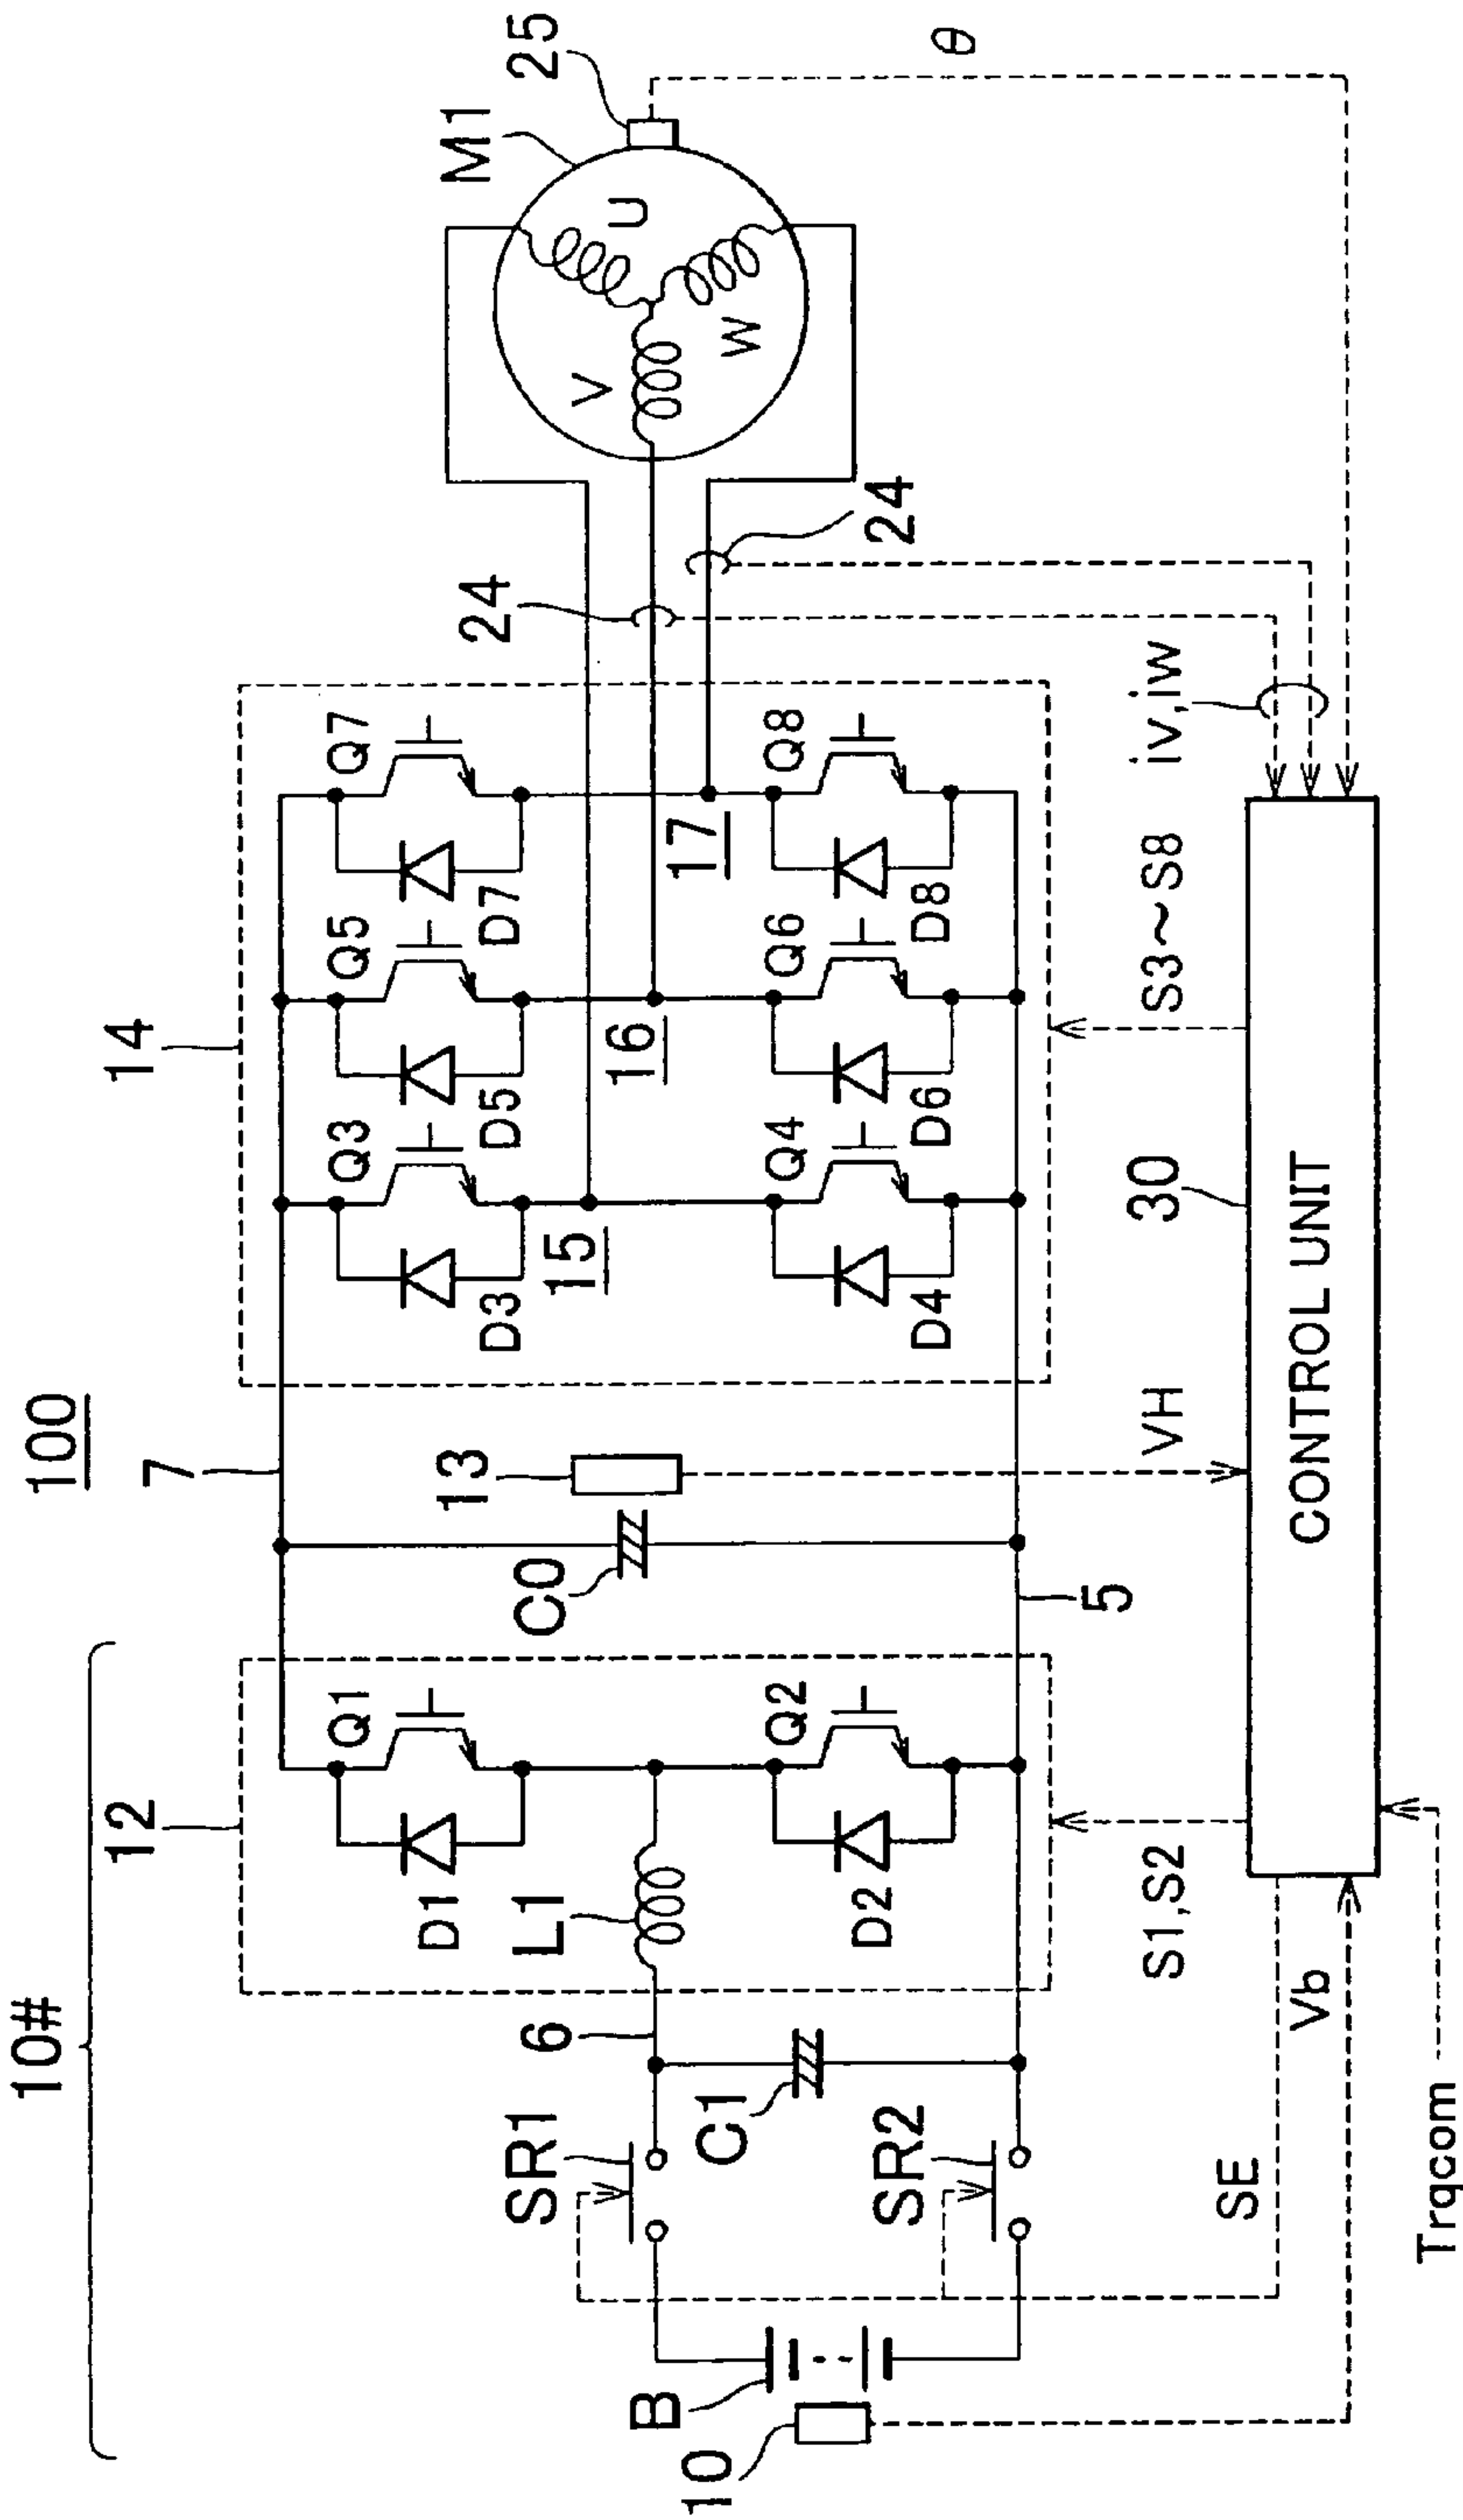 100
10#
12
7
14
Q1
Q3
Q5
Q7
D1
D3
D5
D7
L1
C0
13
15
16
17
24
M1
25
U
V
W
6
SR1
B
10
C1
SR2
Q2
D2
Q4
D4
Q6
D6
Q8
D8
24
5
30
S1,S2
VH
S3～S8
iv,iw
θ
SE
Vb
CONTROL UNIT
Trqcom